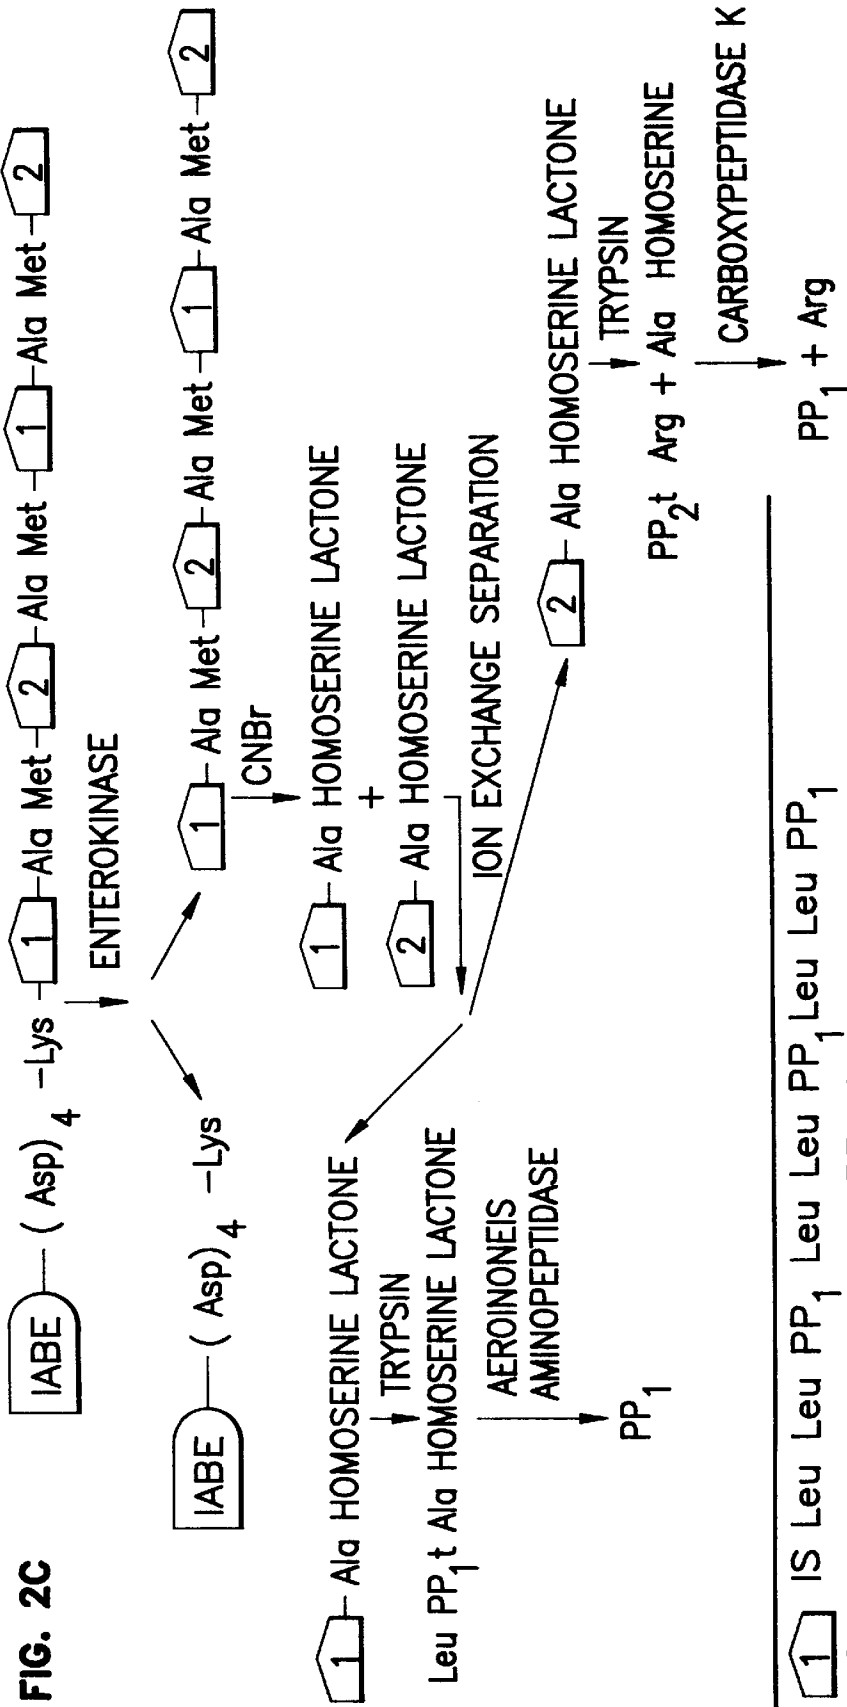 FIG. 2C
IABE ( Asp)4 –Lys 1 Ala Met 2 Ala Met 1 Ala Met 2
ENTEROKINASE
IABE ( Asp)4 –Lys
1 Ala Met 2 Ala Met 1 Ala Met 2
CNBr
1 Ala HOMOSERINE LACTONE
+
2 Ala HOMOSERINE LACTONE
ION EXCHANGE SEPARATION
1 Ala HOMOSERINE LACTONE
TRYPSIN
Leu PP1t Ala HOMOSERINE LACTONE
AEROINONEIS
AMINOPEPTIDASE
PP1
2 Ala HOMOSERINE LACTONE
TRYPSIN
PP2t Arg + Ala HOMOSERINE
CARBOXYPEPTIDASE K
PP1 + Arg
1 IS Leu Leu PP1 Leu Leu PP1 Leu Leu PP1